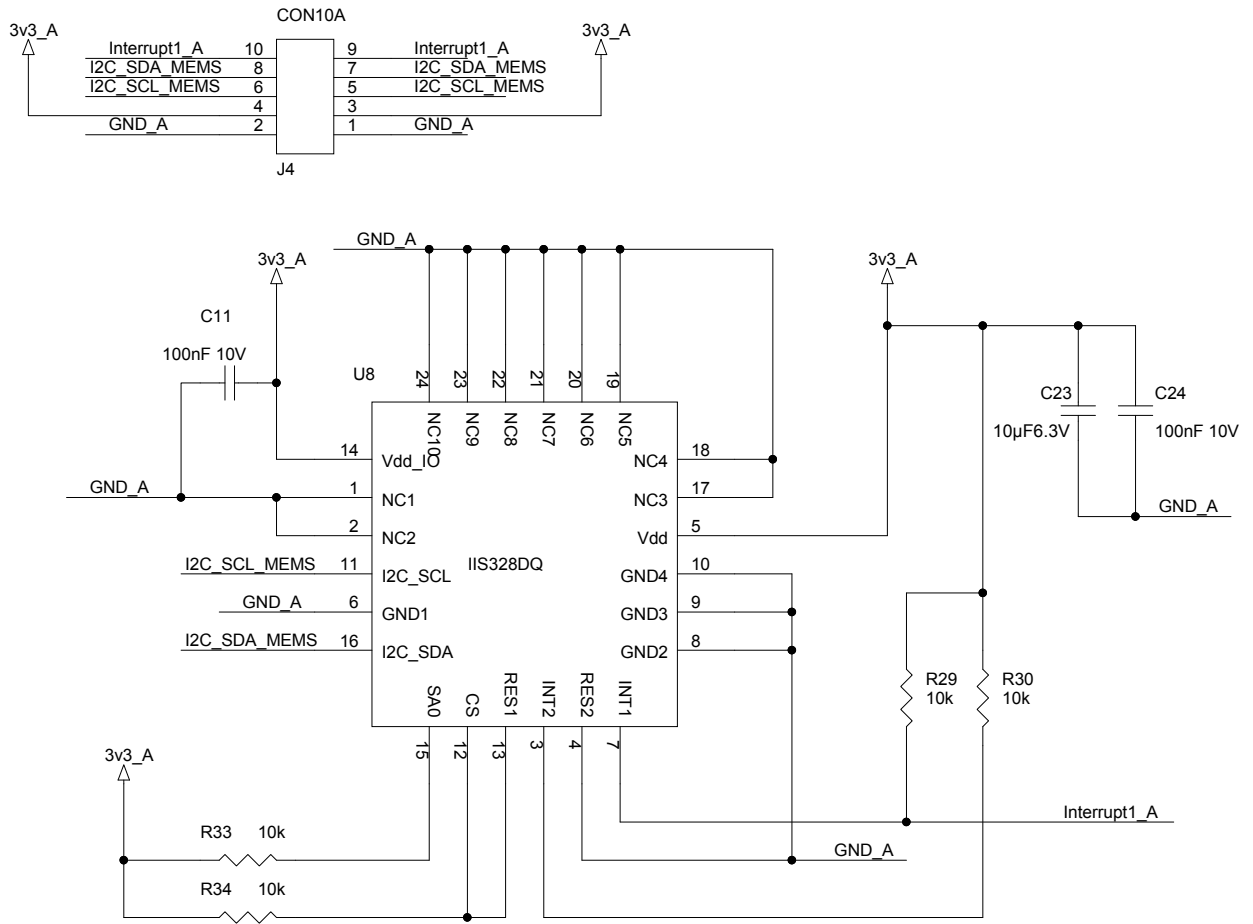 CON10A
3v3_A 3v3_A
Interrupt1_A 10 9 Interrupt1_A
I2C_SDA_MEMS 8 7 I2C_SDA_MEMS
I2C_SCL_MEMS 6 5 I2C_SCL_MEMS
4 3
GND_A 2 1 GND_A
J4
GND_A
3v3_A 3v3_A
C11
100nF 10V
U8
24 23 22 21 20 19
NC10 NC9 NC8 NC7 NC6 NC5
C23 C24
10µF6.3V 100nF 10V
14 Vdd_IO NC4 18
GND_A 1 NC1 NC3 17
GND_A
2 NC2 Vdd 5
IIS328DQ
I2C_SCL_MEMS 11 I2C_SCL GND4 10
GND_A 6 GND1 GND3 9
I2C_SDA_MEMS 16 I2C_SDA GND2 8
SA0 CS RES1 INT2 RES2 INT1
R29 R30
10k 10k
15 12 13 3 4 7
3v3_A
Interrupt1_A
R33 10k
GND_A
R34 10k